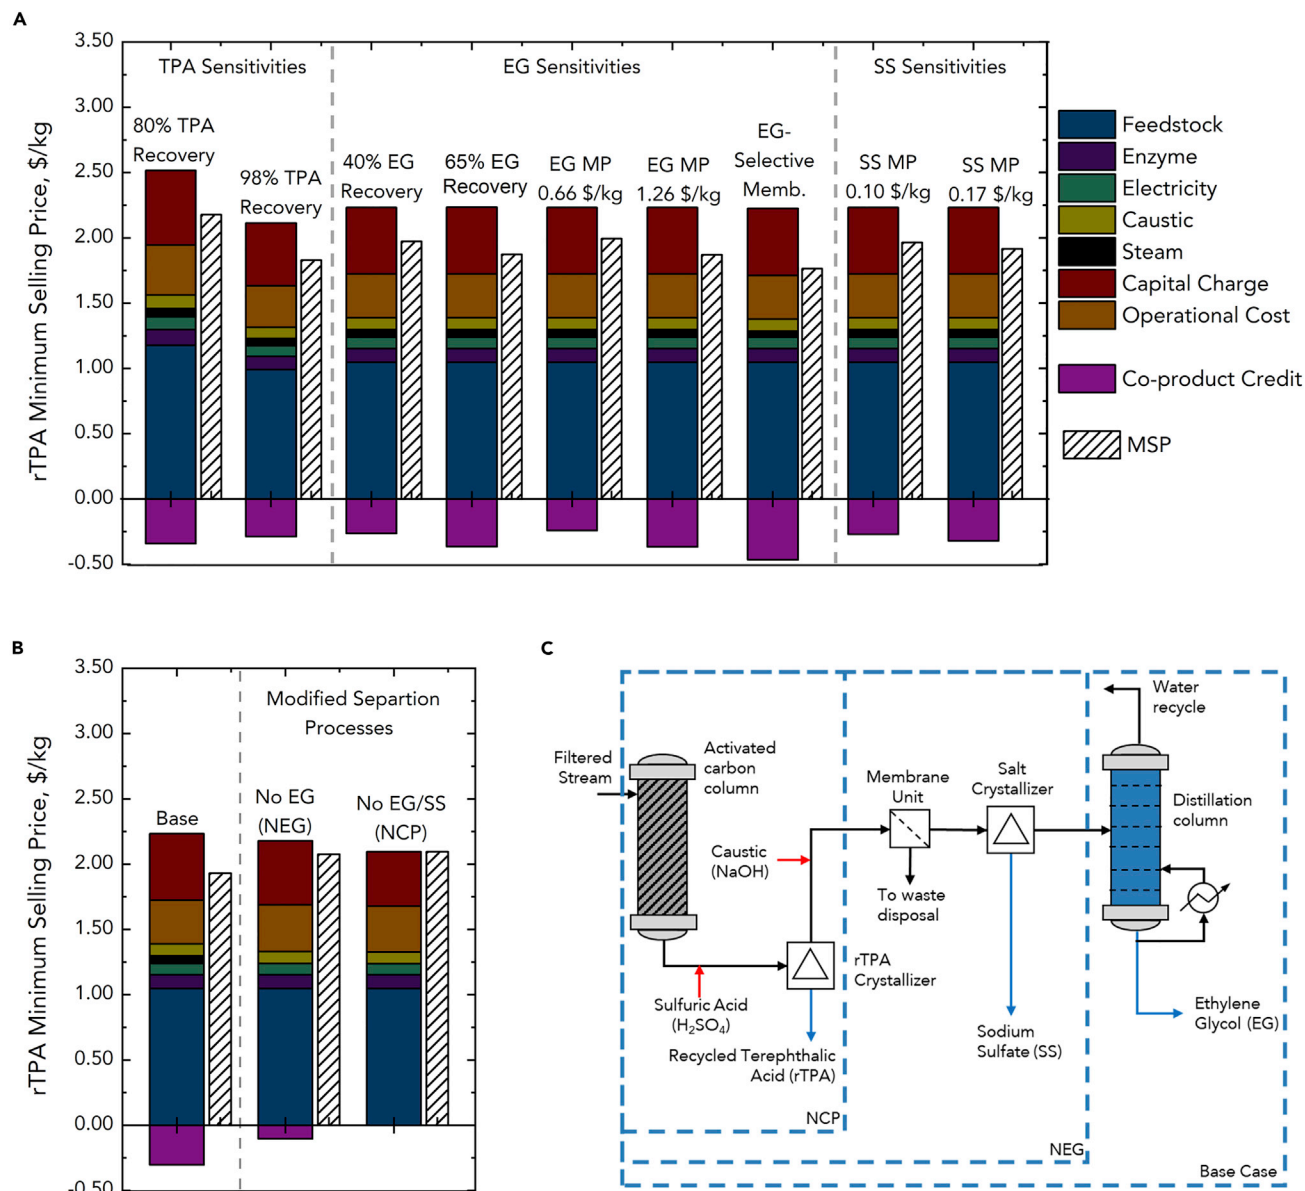 A
rTPA Minimum Selling Price, $/kg
3.50
3.00
2.50
2.00
1.50
1.00
0.50
0.00
-0.50
TPA Sensitivities
EG Sensitivities
SS Sensitivities
80% TPA
Recovery
98% TPA
Recovery
40% EG
Recovery
65% EG
Recovery
EG MP
0.66 $/kg
EG MP
1.26 $/kg
EG-
Selective
Memb.
SS MP
0.10 $/kg
SS MP
0.17 $/kg
Feedstock
Enzyme
Electricity
Caustic
Steam
Capital Charge
Operational Cost
Co-product Credit
MSP
B
rTPA Minimum Selling Price, $/kg
3.50
3.00
2.50
2.00
1.50
1.00
0.50
0.00
-0.50
Modified Separtion
Processes
Base
No EG
(NEG)
No EG/SS
(NCP)
C
Filtered
Stream
Activated
carbon
column
Sulfuric Acid
(H₂SO₄)
rTPA
Crystallizer
Recycled Terephthalic
Acid (rTPA)
NCP
Caustic
(NaOH)
Membrane
Unit
To waste
disposal
Salt
Crystallizer
Sodium
Sulfate (SS)
NEG
Water
recycle
Distillation
column
Ethylene
Glycol (EG)
Base Case